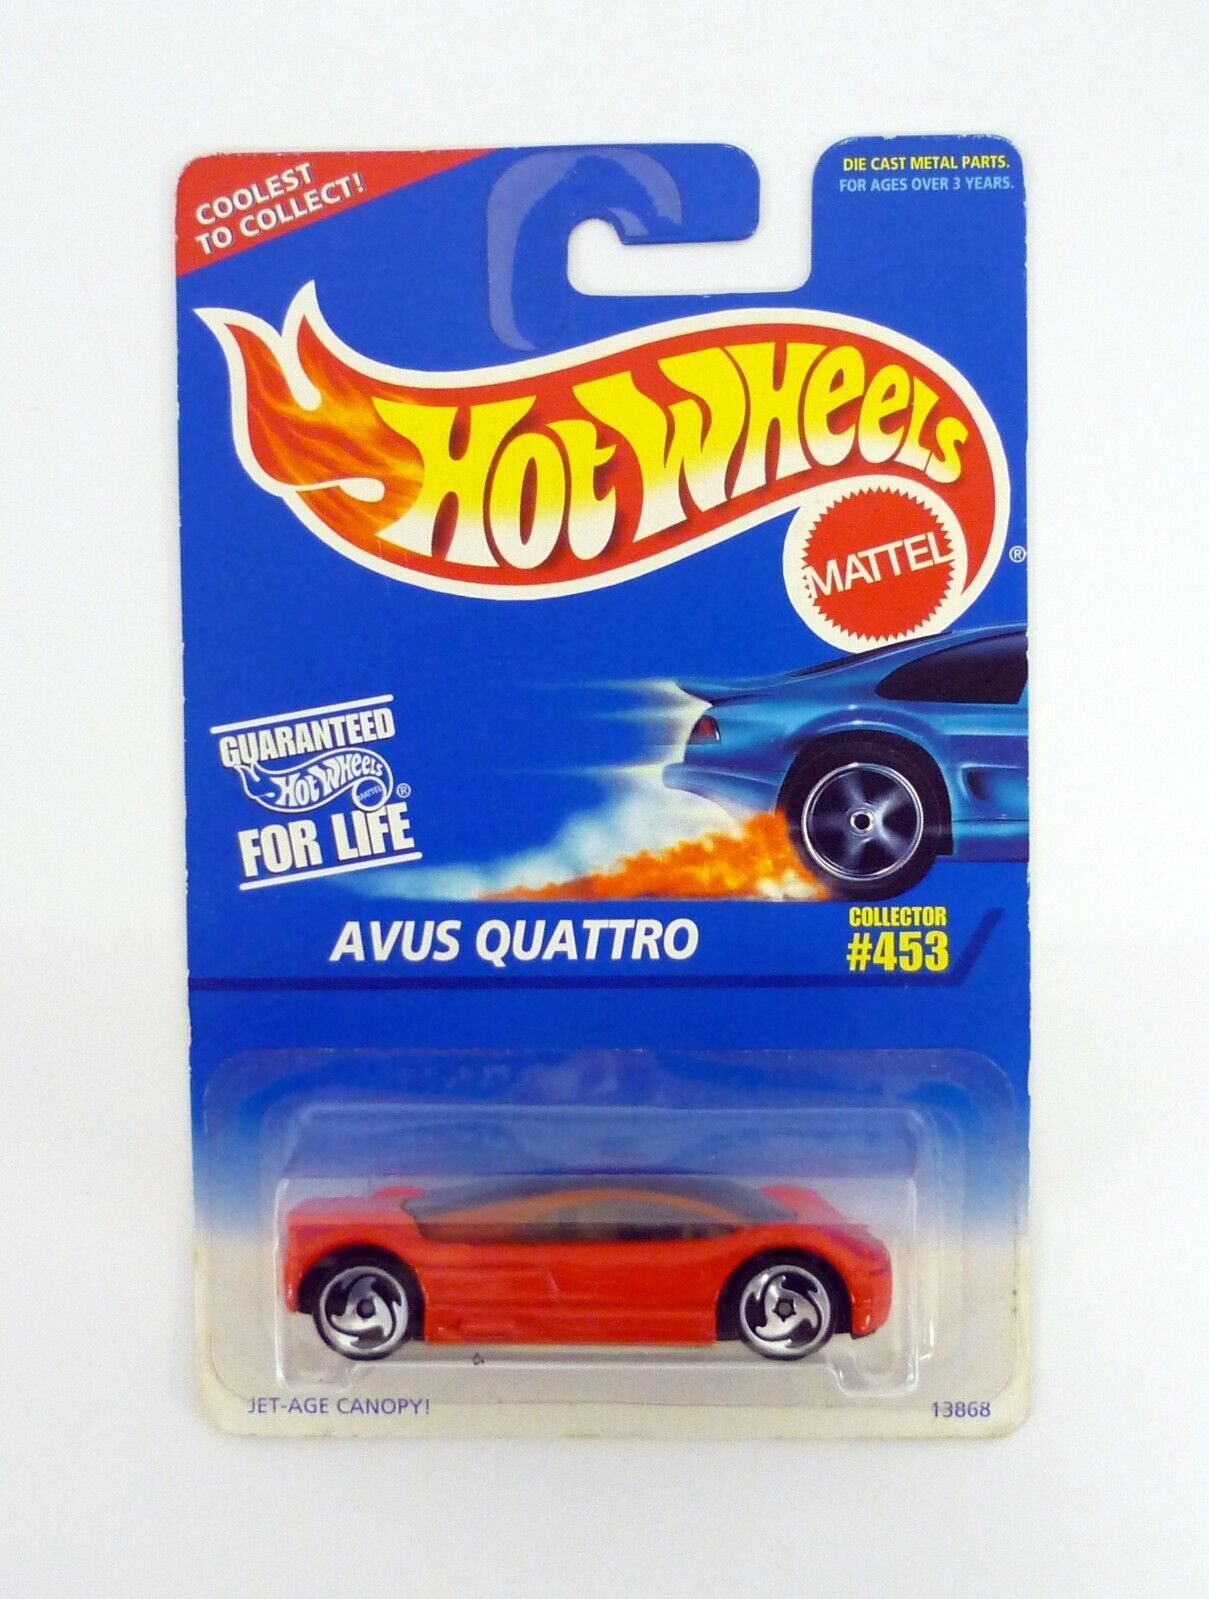 COOLEST
TO COLLECT!
DIE CAST METAL PARTS.
FOR AGES OVER 3 YEARS.
HOT WHEELS
MATTEL
®
GUARANTEED
HOT WHEELS
MATTEL
®
FOR LIFE
AVUS QUATTRO
COLLECTOR
#453
JET-AGE CANOPY!
13868